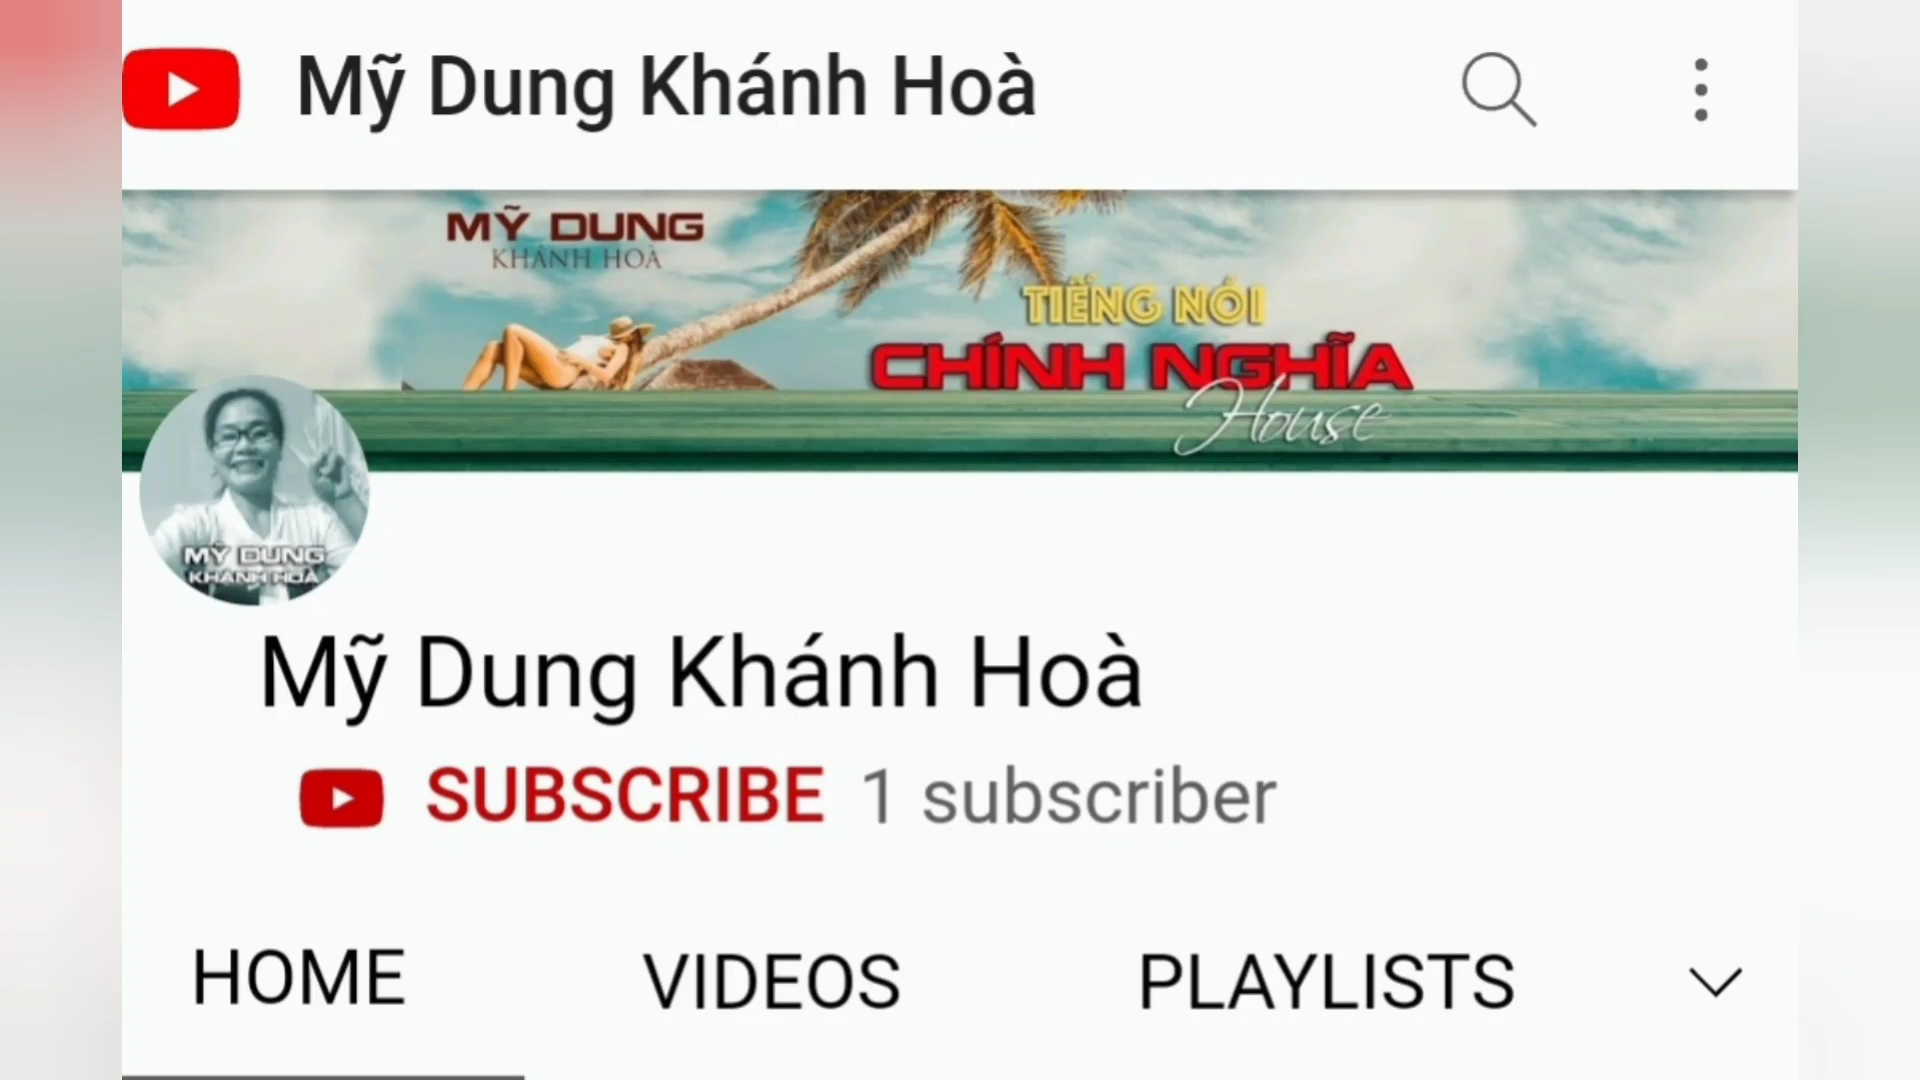 Mỹ Dung Khánh Hoà
MỸ DUNG
KHÁNH HOÀ
TIẾNG NÓI
CHÍNH NGHĨA
House
MỸ DUNG
KHÁNH HOÀ
Mỹ Dung Khánh Hoà
SUBSCRIBE 1 subscriber
HOME VIDEOS PLAYLISTS